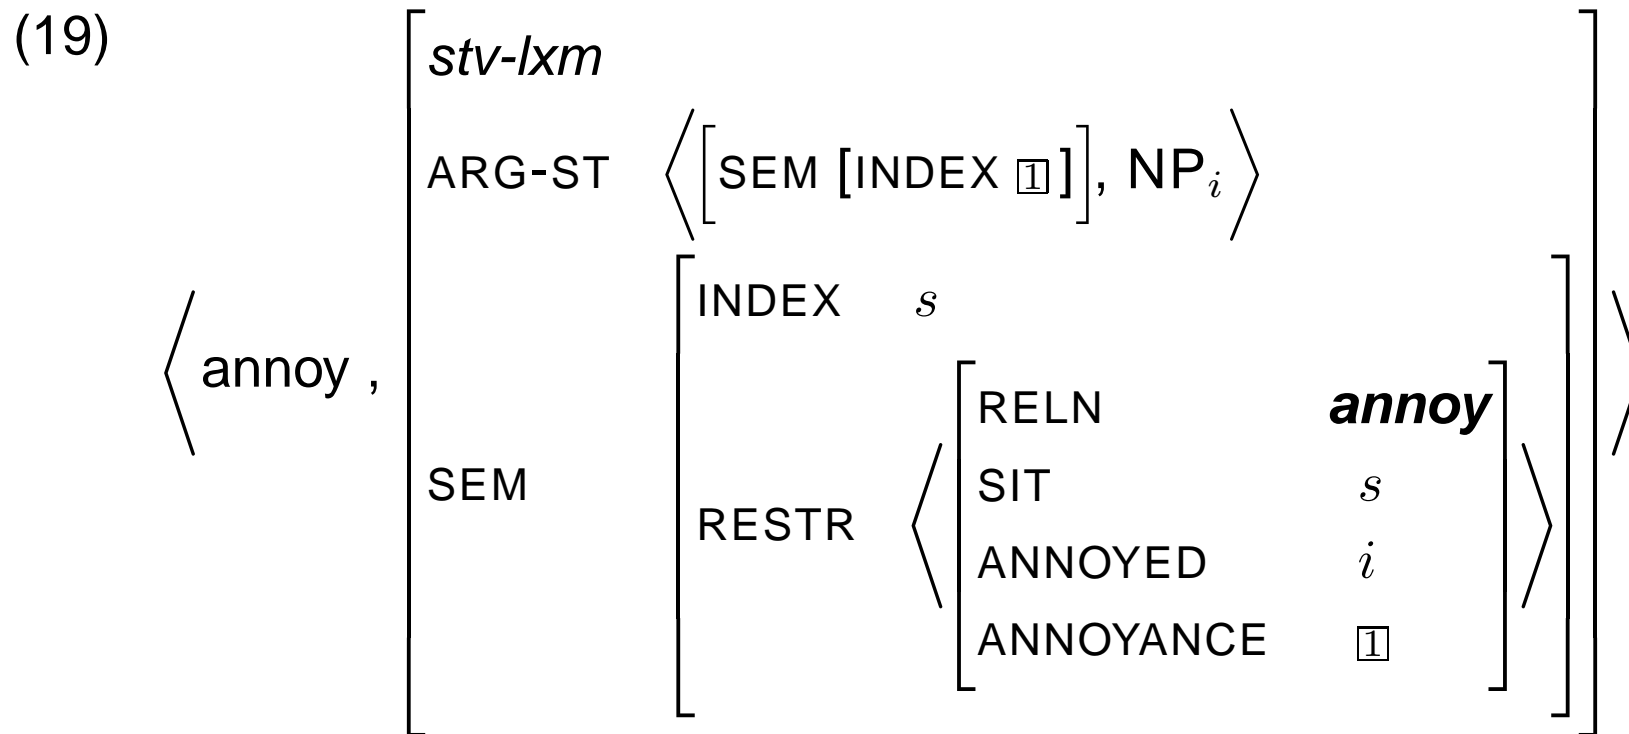 (19)
stv-lxm
ARG-ST ⟨[SEM [INDEX 1]], NP_i⟩
INDEX s
⟨annoy ,
RELN annoy
SEM
SIT s
RESTR
ANNOYED i
ANNOYANCE 1